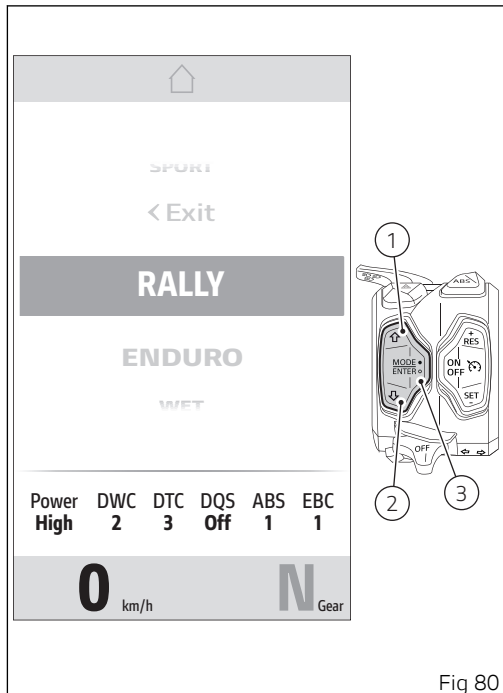 SPORT
< Exit
RALLY
ENDURO
WET
Power DWC DTC DQS ABS EBC
High 2 3 Off 1 1
0 km/h N Gear
1
ABS
+
RES
MODE
ENTER
ON
OFF
SET
-
OFF
2
3
Fig 80